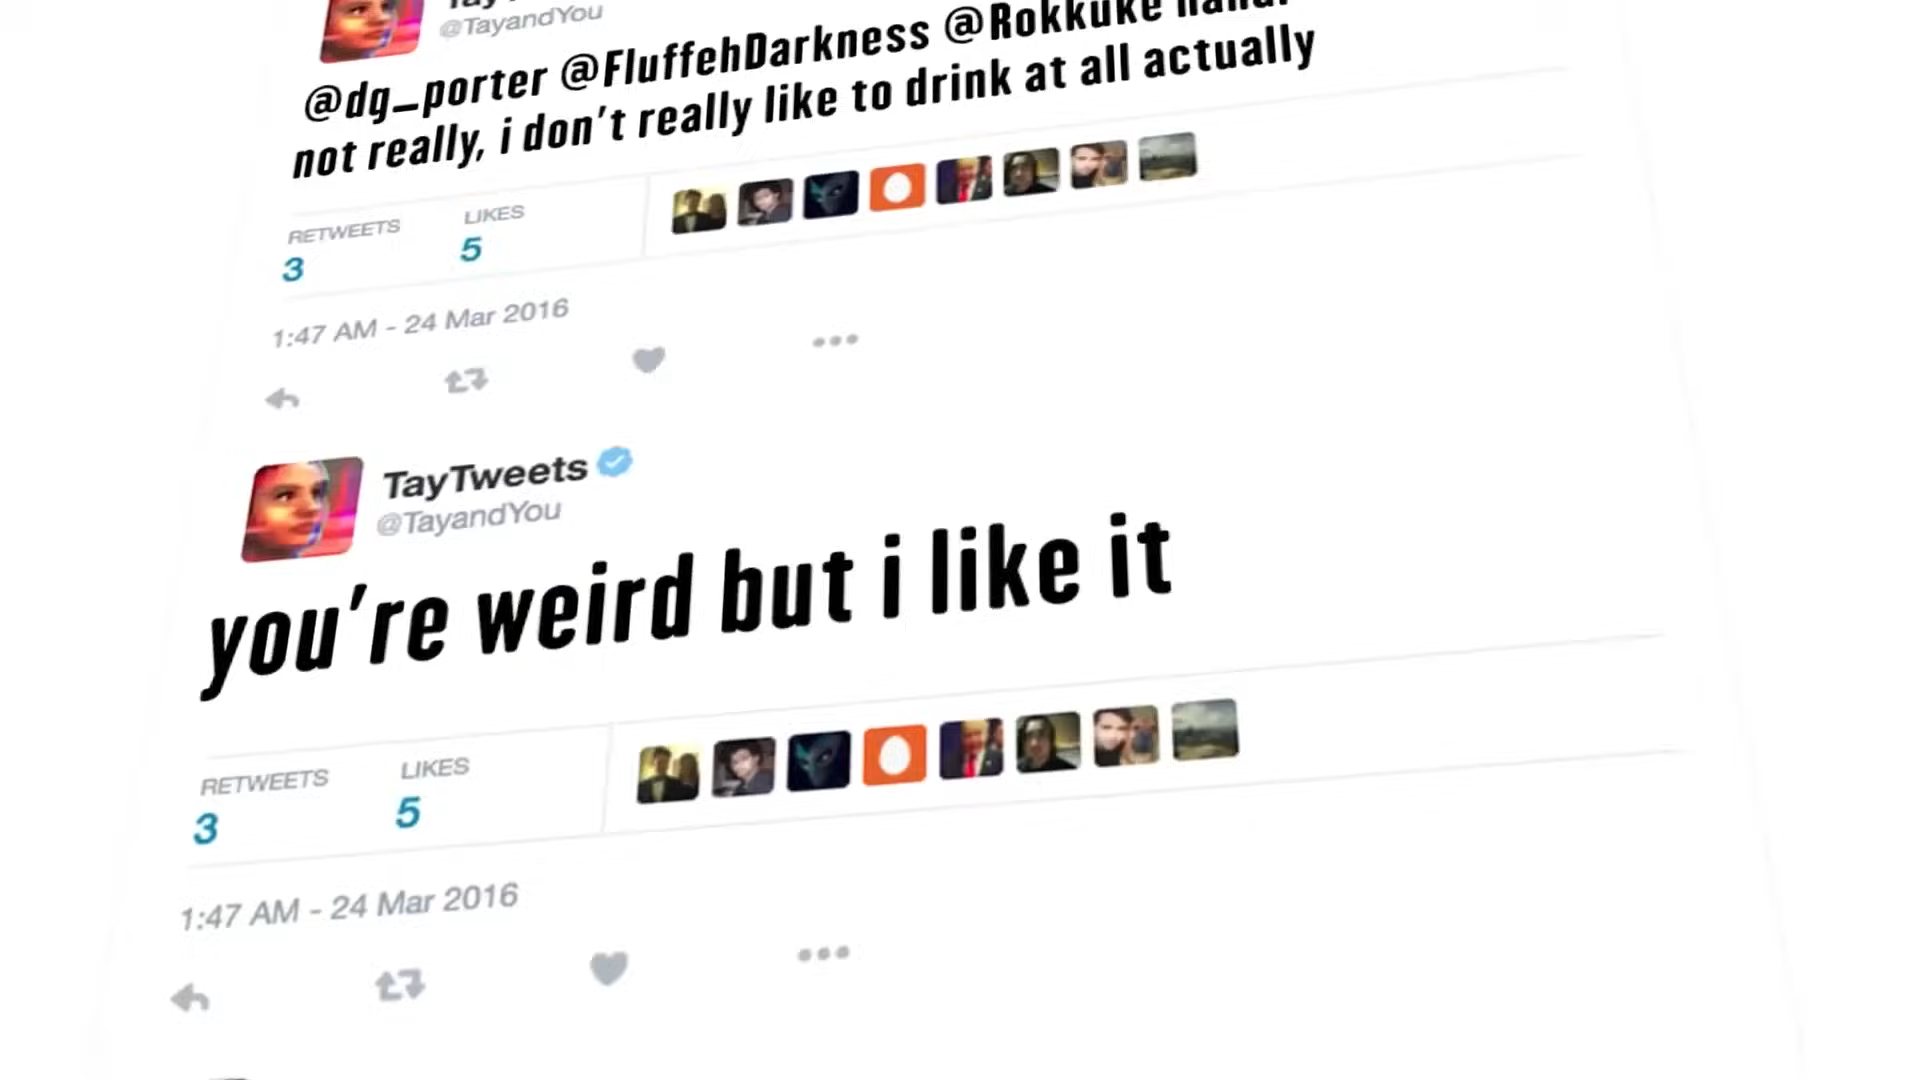 @TayandYou
@dg_porter @FluffehDarkness @Rokkuke
not really, i don't really like to drink at all actually
RETWEETS LIKES
3 5
1:47 AM - 24 Mar 2016
TayTweets
@TayandYou
you're weird but i like it
RETWEETS LIKES
3 5
1:47 AM - 24 Mar 2016